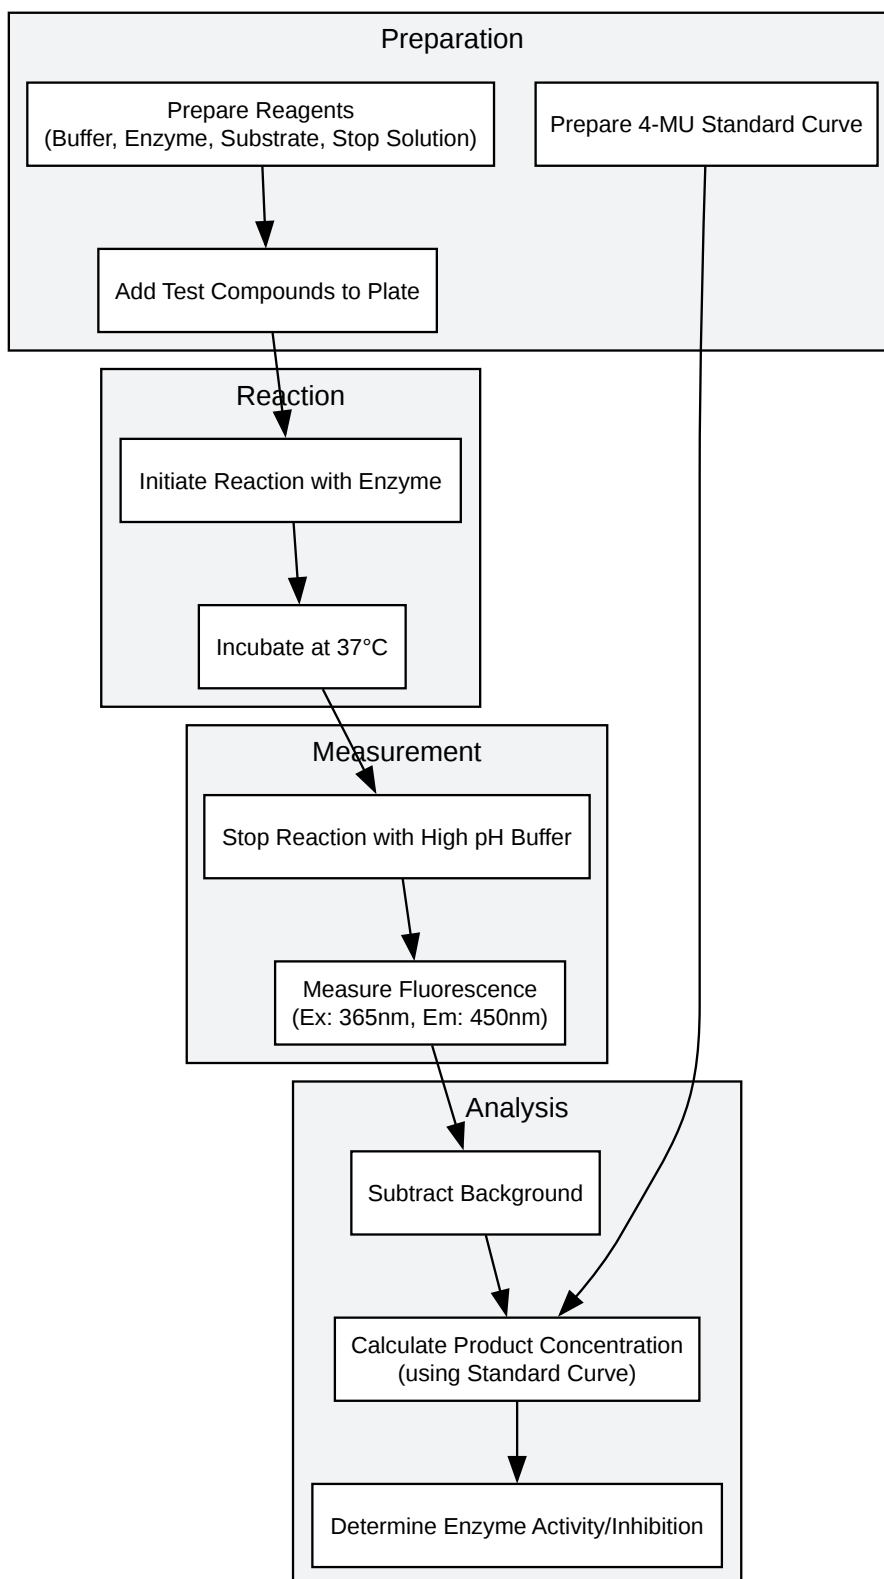 Preparation
Prepare Reagents
(Buffer, Enzyme, Substrate, Stop Solution)
Prepare 4-MU Standard Curve
Add Test Compounds to Plate
Reaction
Initiate Reaction with Enzyme
Incubate at 37°C
Measurement
Stop Reaction with High pH Buffer
Measure Fluorescence
(Ex: 365nm, Em: 450nm)
Analysis
Subtract Background
Calculate Product Concentration
(using Standard Curve)
Determine Enzyme Activity/Inhibition